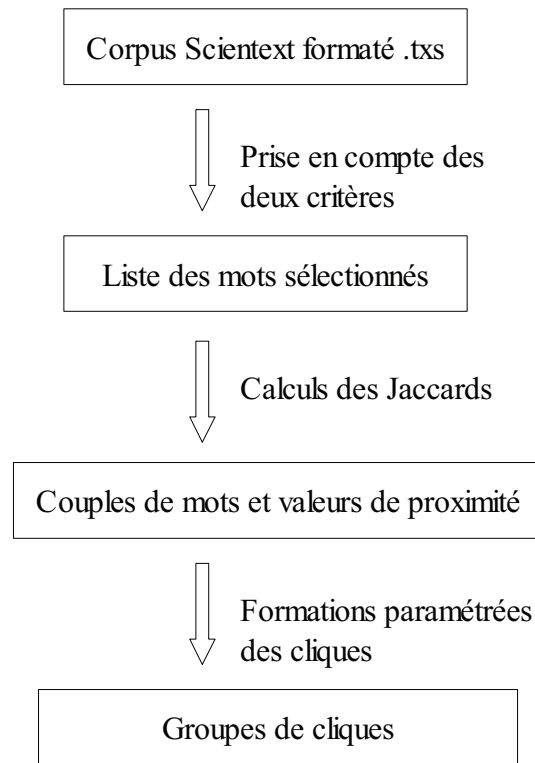 Corpus Scientext formaté .txs
Prise en compte des
deux critères
Liste des mots sélectionnés
Calculs des Jaccards
Couples de mots et valeurs de proximité
Formations paramétrées
des cliques
Groupes de cliques